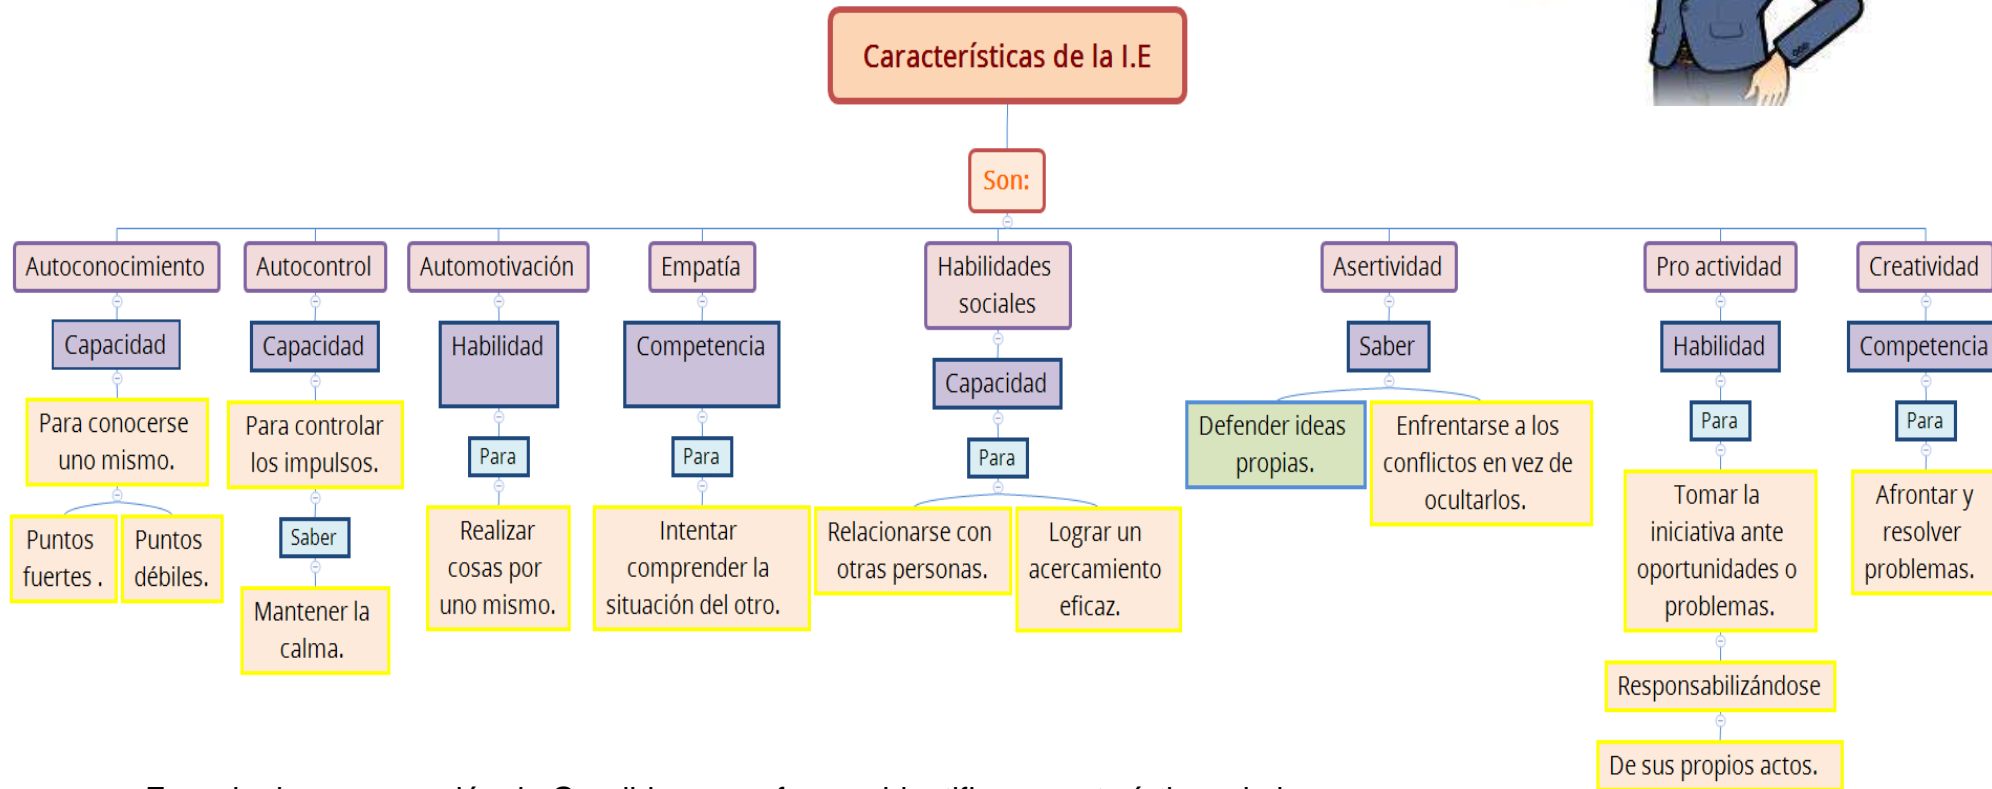 Características de la I.E
Son:
Autoconocimiento
Capacidad
Para conocerse
uno mismo.
Puntos
fuertes .
Puntos
débiles.
Autocontrol
Capacidad
Para controlar
los impulsos.
Saber
Mantener la
calma.
Automotivación
Habilidad
Para
Realizar
cosas por
uno mismo.
Empatía
Competencia
Para
Intentar
comprender la
situación del otro.
Habilidades
sociales
Capacidad
Para
Relacionarse con
otras personas.
Lograr un
acercamiento
eficaz.
Asertividad
Saber
Defender ideas
propias.
Enfrentarse a los
conflictos en vez de
ocultarlos.
Pro actividad
Habilidad
Para
Tomar la
iniciativa ante
oportunidades o
problemas.
Responsabilizándose
De sus propios actos.
Creatividad
Competencia
Para
Afrontar y
resolver
problemas.